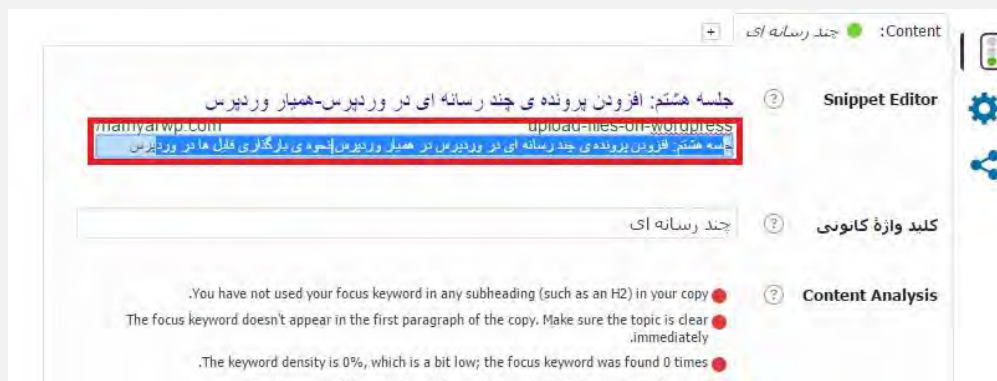 Content: چند رسانه ای +
Snippet Editor ? جلسه هشتم: افزودن پرونده ی چند رسانه ای در وردپرس-همیار وردپرس
hamyarwp.com/ upload-files-on-wordpress
جلسه هشتم: افزودن پرونده ی چند رسانه ای در وردپرس در همیار وردپرس|نحوه ی بارگذاری فایل ها در وردپرس
کلید واژهٔ کانونی ? چند رسانه ای
Content Analysis ? You have not used your focus keyword in any subheading (such as an H2) in your copy.
The focus keyword doesn't appear in the first paragraph of the copy. Make sure the topic is clear
immediately.
The keyword density is 0%, which is a bit low; the focus keyword was found 0 times.